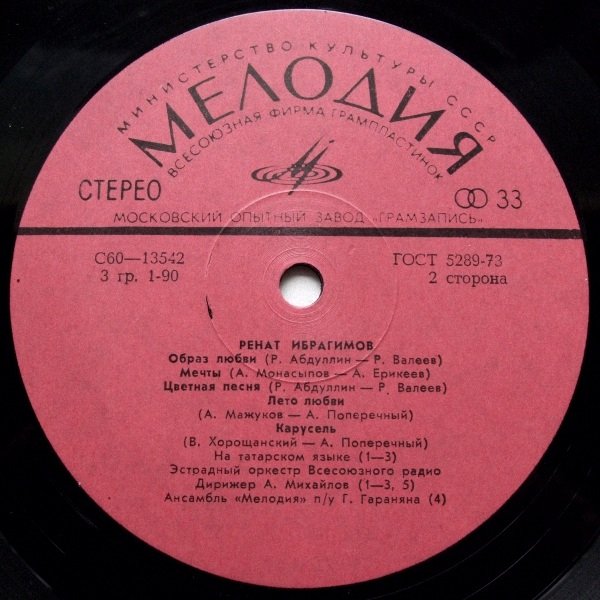 МИНИСТЕРСТВО КУЛЬТУРЫ СССР
МЕЛОДИЯ
ВСЕСОЮЗНАЯ ФИРМА ГРАМПЛАСТИНОК
СТЕРЕО
33
МОСКОВСКИЙ ОПЫТНЫЙ ЗАВОД „ГРАМЗАПИСЬ“
С60—13542
ГОСТ 5289-73
3 гр. 1-90
2 сторона
РЕНАТ ИБРАГИМОВ
Образ любви (Р. Абдуллин — Р. Валеев)
Мечты (А. Монасыпов — А. Ерикеев)
Цветная песня (Р. Абдуллин — Р. Валеев)
Лето любви
(А. Мажуков — А. Поперечный)
Карусель
(В. Хорощанский — А. Поперечный)
На татарском языке (1—3)
Эстрадный оркестр Всесоюзного радио
Дирижер А. Михайлов (1—3, 5)
Ансамбль «Мелодия» п/у Г. Гараняна (4)